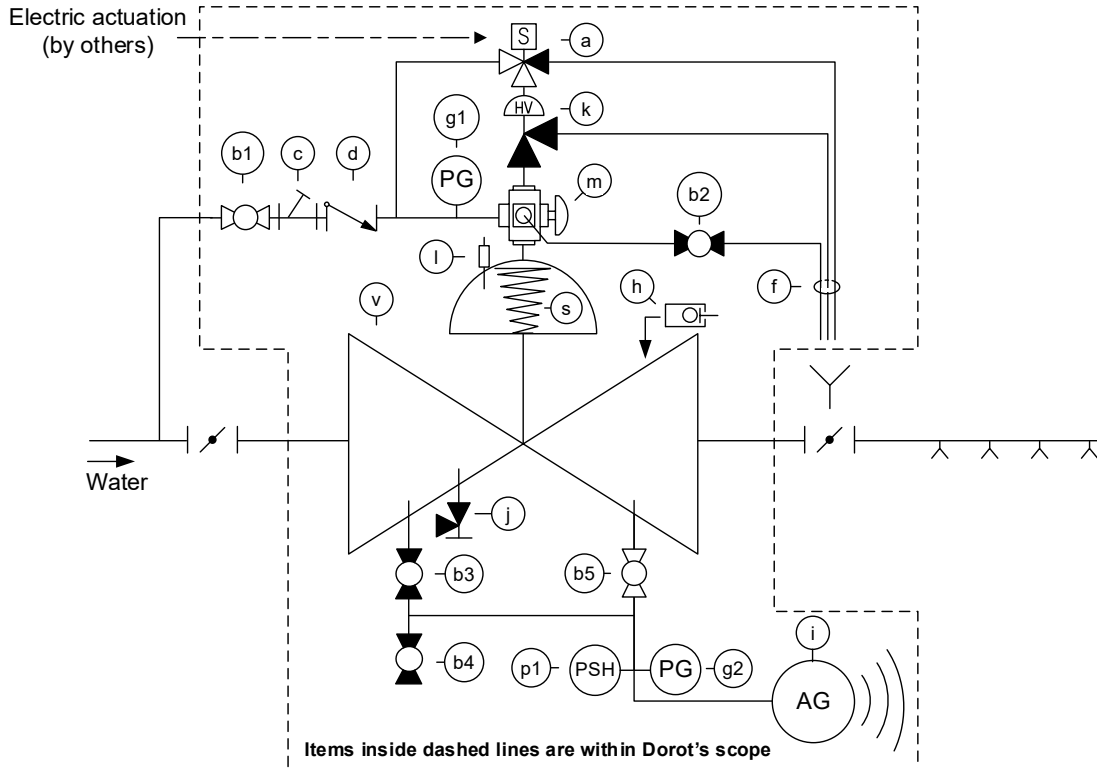 Electric actuation
(by others)
S
a
HV
k
g1
b1
c
d
PG
m
b2
l
s
h
f
v
Water
j
b3
b5
b4
p1
PSH
PG
g2
i
AG
Items inside dashed lines are within Dorot's scope